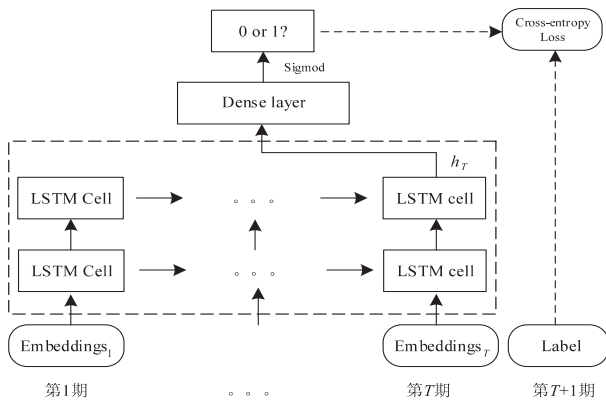 0 or 1?
Cross-entropy
Loss
Sigmod
Dense layer
h_T
LSTM Cell
。。。
LSTM cell
LSTM Cell
。。。
LSTM cell
Embeddings_1
Embeddings_T
Label
第1期
。。。
第T期
第T+1期